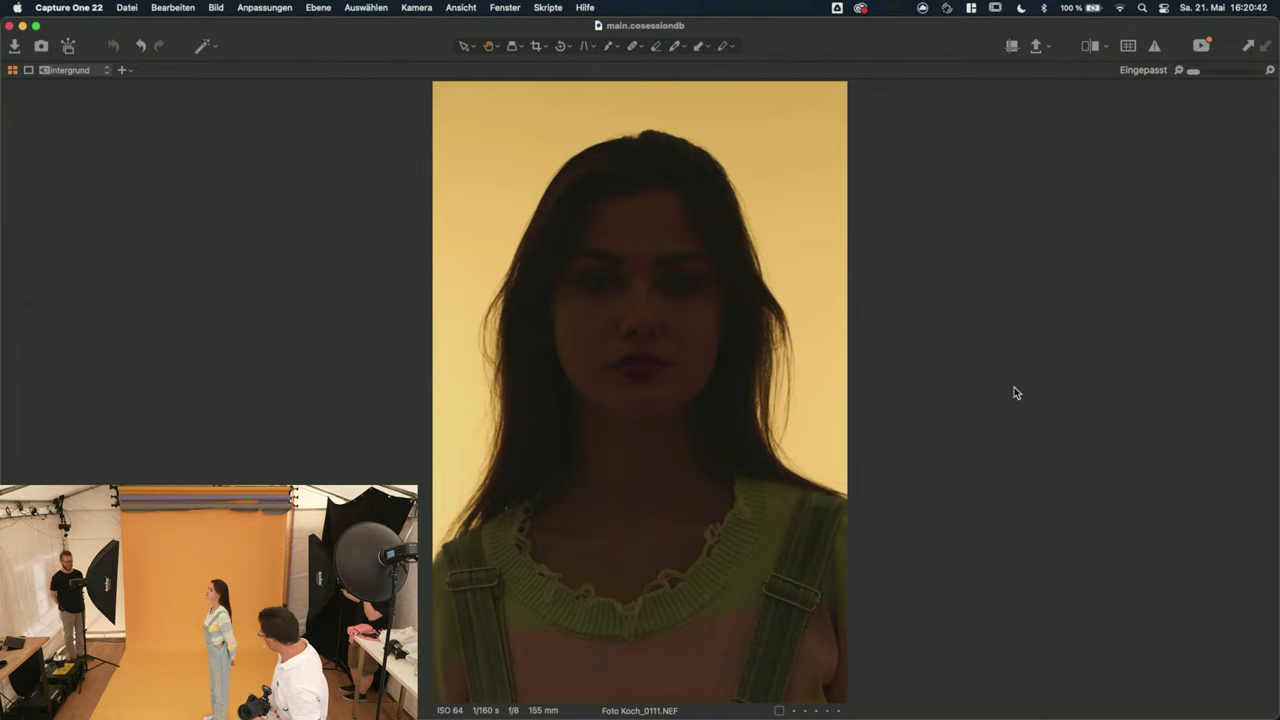 Capture One 22 Datei Bearbeiten Bild Anpassungen Ebene Auswählen Kamera Ansicht Fenster Skripte Hilfe 100 % Sa. 21. Mai 16:20:42
main.cosessiondb
Hintergrund Eingepasst
ISO 64 1/160 s f/8 155 mm Foto Koch_0111.NEF